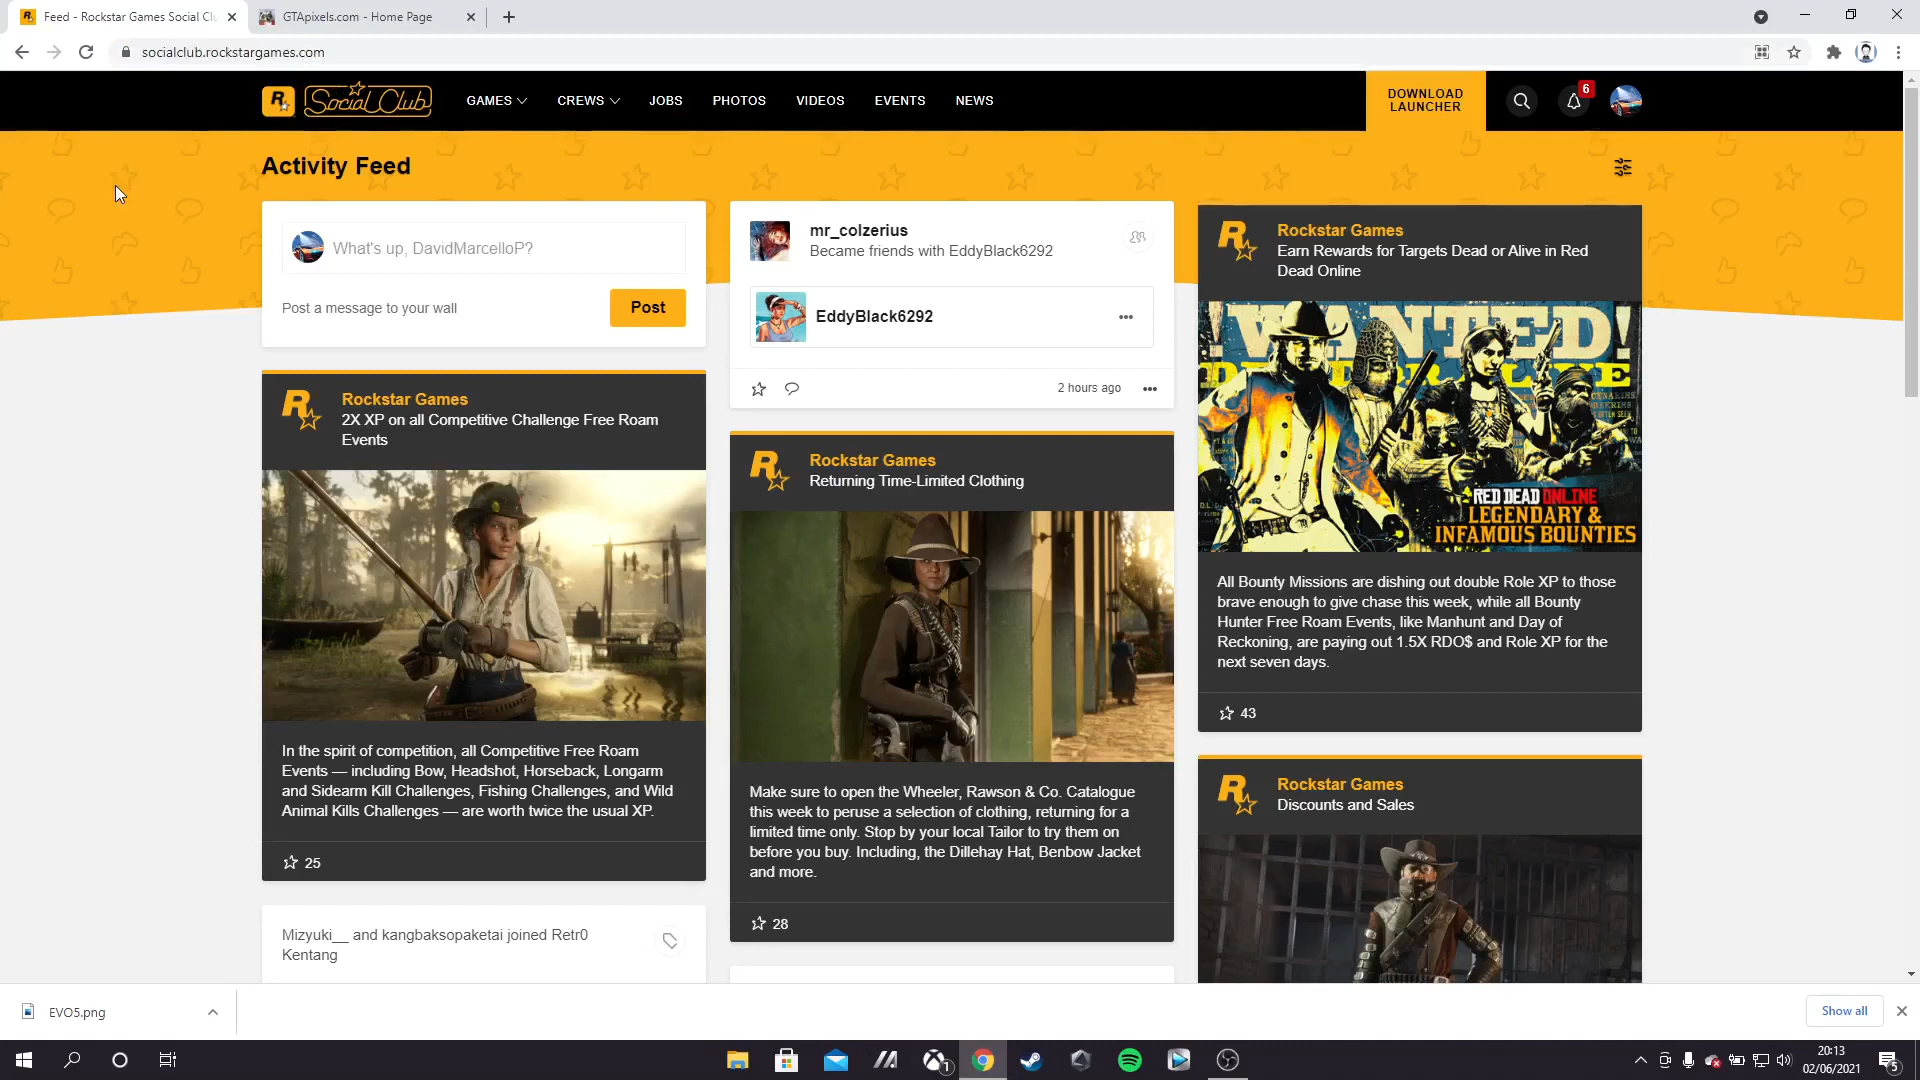 Feed - Rockstar Games Social Clu
GTApixels.com - Home Page
socialclub.rockstargames.com
R
Social Club
GAMES
CREWS
JOBS
PHOTOS
VIDEOS
EVENTS
NEWS
DOWNLOAD
LAUNCHER
6
Activity Feed
What's up, DavidMarcelloP?
Post a message to your wall
Post
Rockstar Games
2X XP on all Competitive Challenge Free Roam
Events
In the spirit of competition, all Competitive Free Roam
Events — including Bow, Headshot, Horseback, Longarm
and Sidearm Kill Challenges, Fishing Challenges, and Wild
Animal Kills Challenges — are worth twice the usual XP.
25
Mizyuki__ and kangbaksopaketai joined Retr0
Kentang
mr_colzerius
Became friends with EddyBlack6292
EddyBlack6292
2 hours ago
Rockstar Games
Returning Time-Limited Clothing
Make sure to open the Wheeler, Rawson & Co. Catalogue
this week to peruse a selection of clothing, returning for a
limited time only. Stop by your local Tailor to try them on
before you buy. Including, the Dillehay Hat, Benbow Jacket
and more.
28
Rockstar Games
Earn Rewards for Targets Dead or Alive in Red
Dead Online
!WANTED!
RED DEAD ONLINE
LEGENDARY &
INFAMOUS BOUNTIES
All Bounty Missions are dishing out double Role XP to those
brave enough to give chase this week, while all Bounty
Hunter Free Roam Events, like Manhunt and Day of
Reckoning, are paying out 1.5X RDO$ and Role XP for the
next seven days.
43
Rockstar Games
Discounts and Sales
EVO5.png
Show all
1
20:13
02/06/2021
5